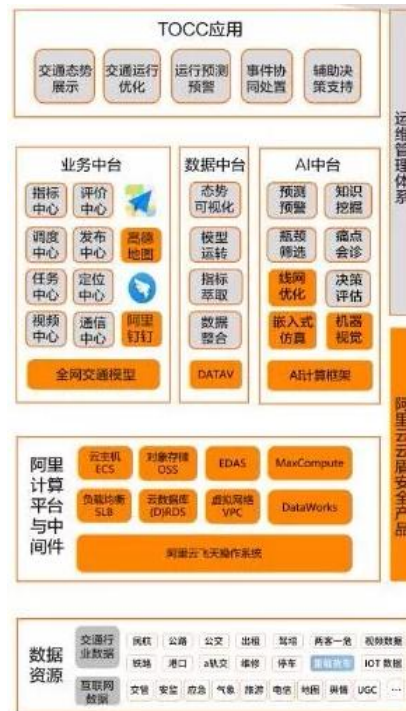 TOCC应用
交通态势
展示
交通运行
优化
运行预测
预警
事件协
同处置
辅助决
策支持
运维管理体系
业务中台
指标
中心
评价
中心
调度
中心
发布
中心
高德
地图
任务
中心
定位
中心
视频
中心
通信
中心
阿里
钉钉
全网交通模型
数据中台
态势
可视化
模型
运转
指标
萃取
数据
整合
DATAV
AI中台
预测
预警
知识
挖掘
瓶颈
筛选
痛点
会诊
线网
优化
决策
评估
嵌入式
仿真
机器
视觉
AI计算框架
阿里云云盾安全产品
阿里
计算
平台
与中
间件
云主机
ECS
对象存储
OSS
EDAS
MaxCompute
负载均衡
SLB
云数据库
(D)RDS
虚拟网络
VPC
DataWorks
阿里云飞天操作系统
数据
资源
交通行
业数据
民航 公路 公交 出租 驾培 两客一危 视频数据
铁路 港口 a轨交 维修 停车 IOT 数据
互联网
数据
交管 安监 应急 气象 旅游 电信 地图 舆情 UGC ...